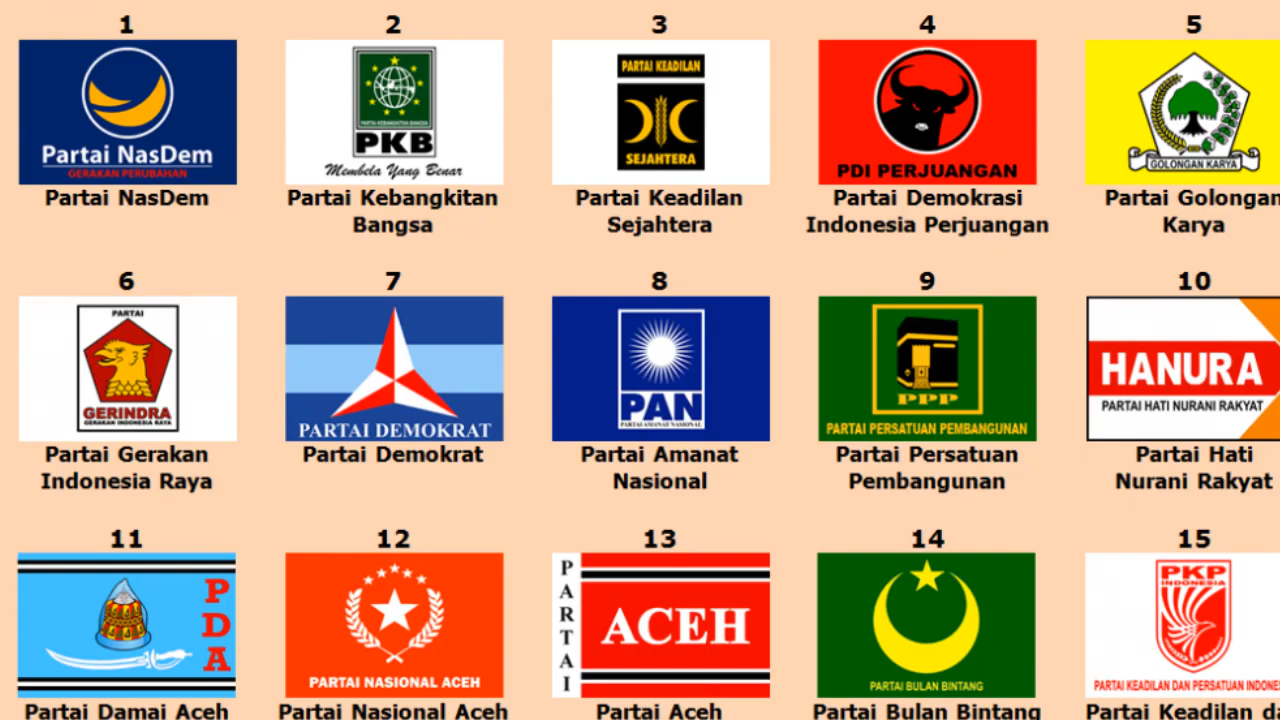 1 2 3 4 5
Partai NasDem
GERAKAN PERUBAHAN
PARTAI KEBANGKITAN BANGSA
PKB
Membela Yang Benar
PARTAI KEADILAN
SEJAHTERA
PDI PERJUANGAN
GOLONGAN KARYA
Partai NasDem Partai Kebangkitan Partai Keadilan Partai Demokrasi Partai Golongan
Bangsa Sejahtera Indonesia Perjuangan Karya
6 7 8 9 10
PARTAI
GERINDRA
GERAKAN INDONESIA RAYA
PARTAI DEMOKRAT
PAN
PARTAI AMANAT NASIONAL
PPP
PARTAI PERSATUAN PEMBANGUNAN
HANURA
PARTAI HATI NURANI RAKYAT
Partai Gerakan Partai Demokrat Partai Amanat Partai Persatuan Partai Hati
Indonesia Raya Nasional Pembangunan Nurani Rakyat
11 12 13 14 15
PDA
PARTAI NASIONAL ACEH
PARTAI
ACEH
PARTAI BULAN BINTANG
PKP
INDONESIA
PARTAI KEADILAN DAN PERSATUAN INDONES
Partai Damai Aceh Partai Nasional Aceh Partai Aceh Partai Bulan Bintang Partai Keadilan da